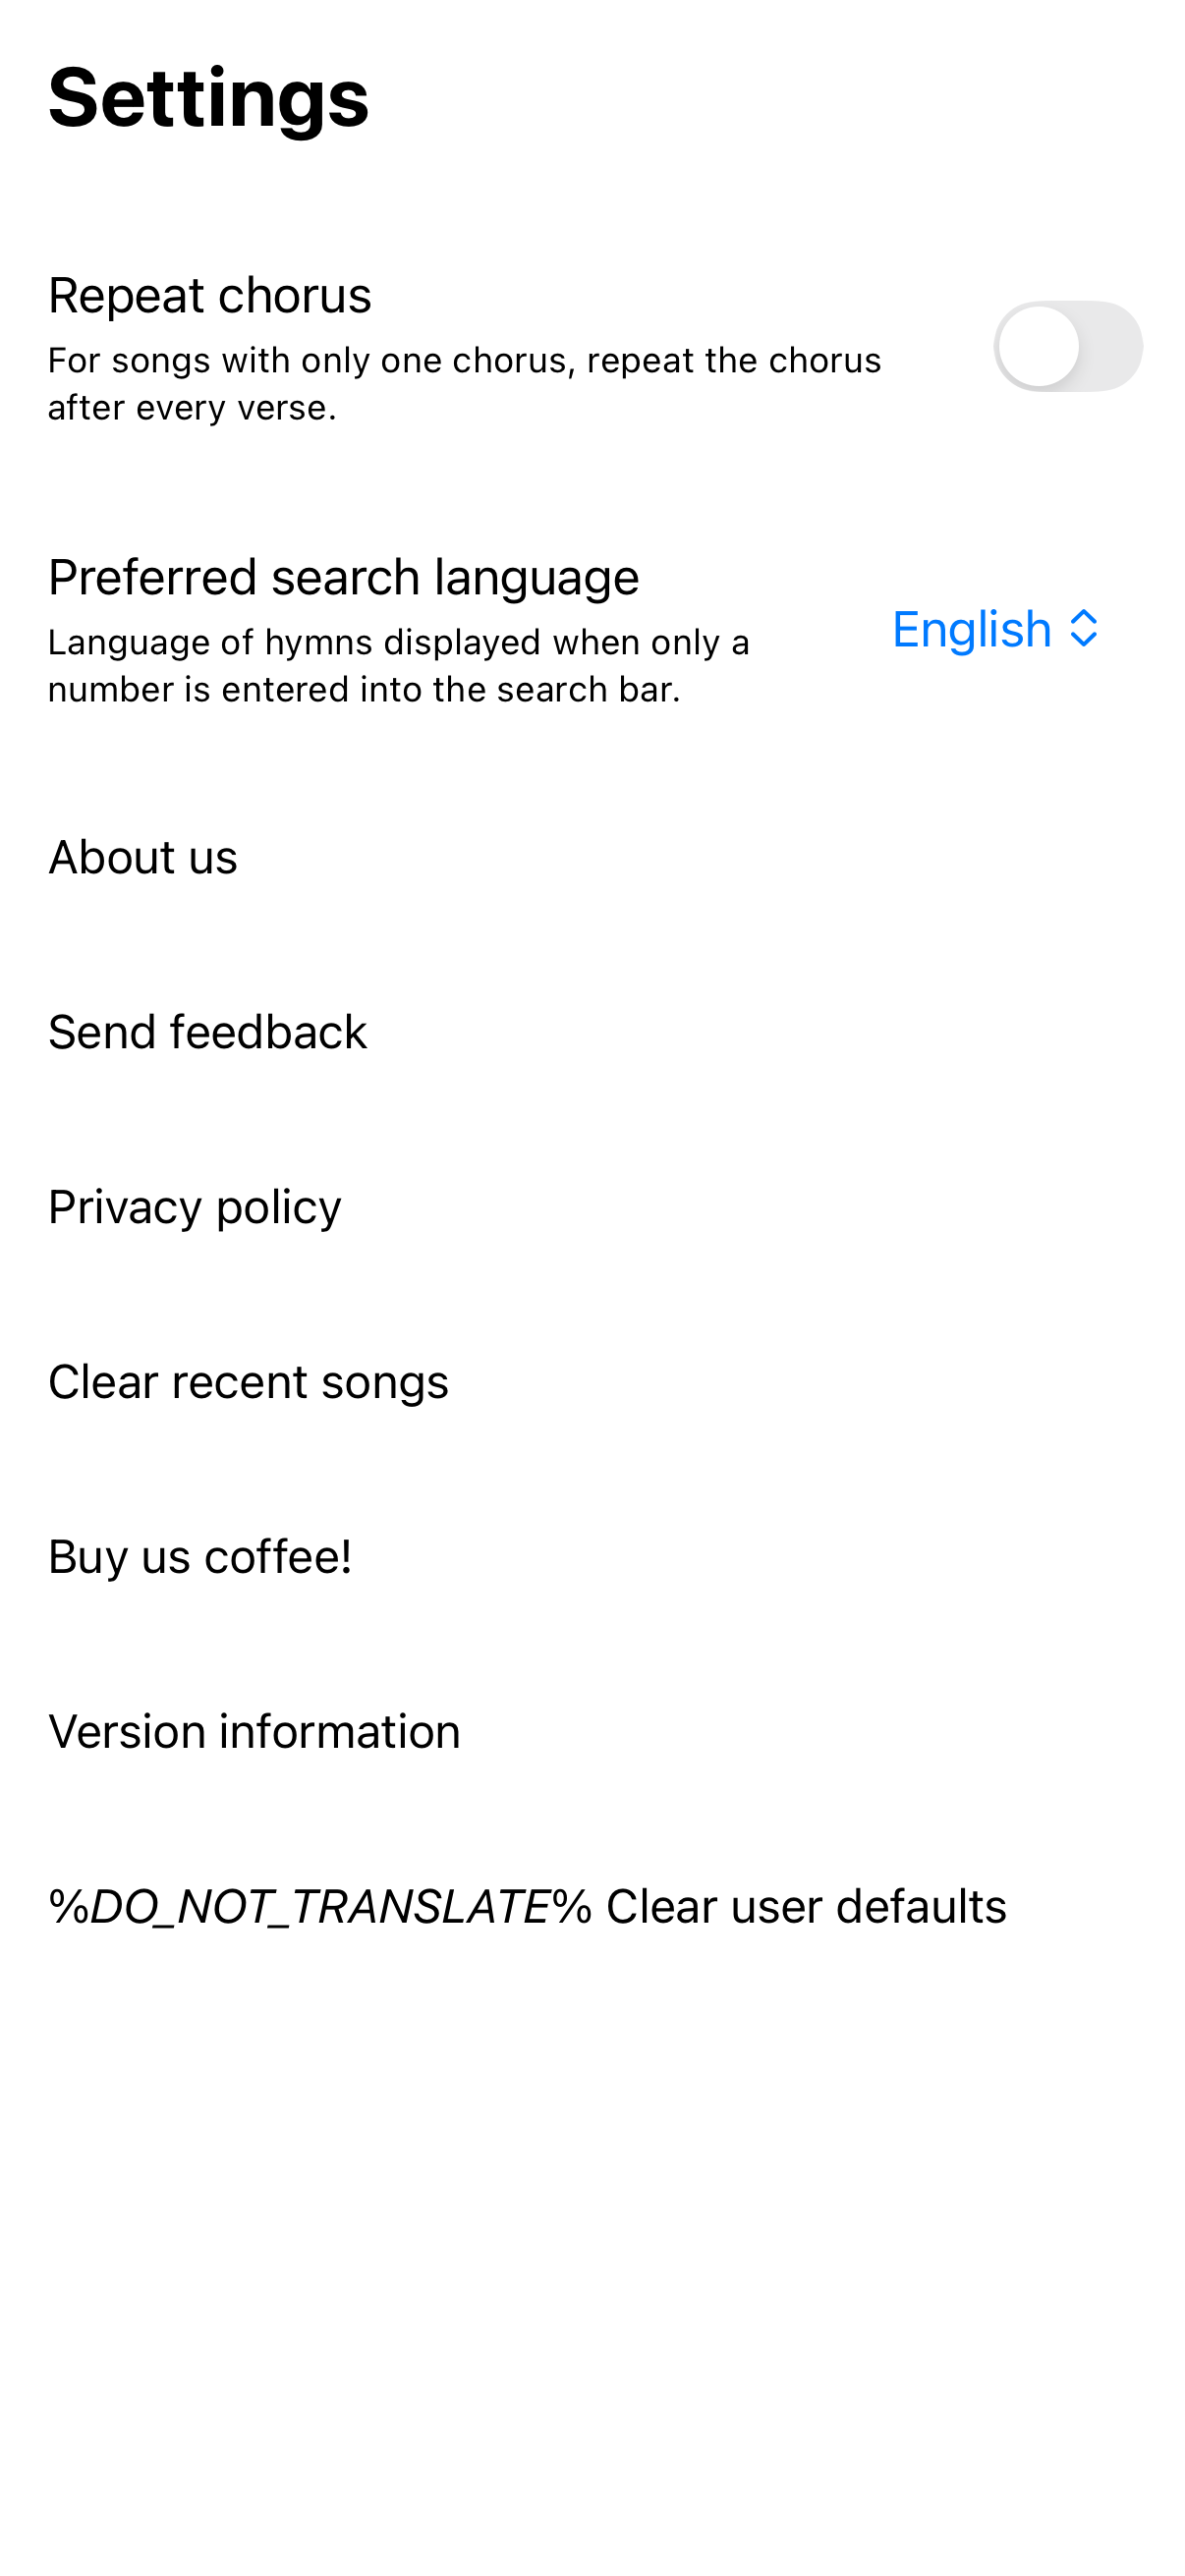 Settings
Repeat chorus
For songs with only one chorus, repeat the chorus
after every verse.
Preferred search language
Language of hymns displayed when only a
number is entered into the search bar.
English
About us
Send feedback
Privacy policy
Clear recent songs
Buy us coffee!
Version information
%DO_NOT_TRANSLATE% Clear user defaults